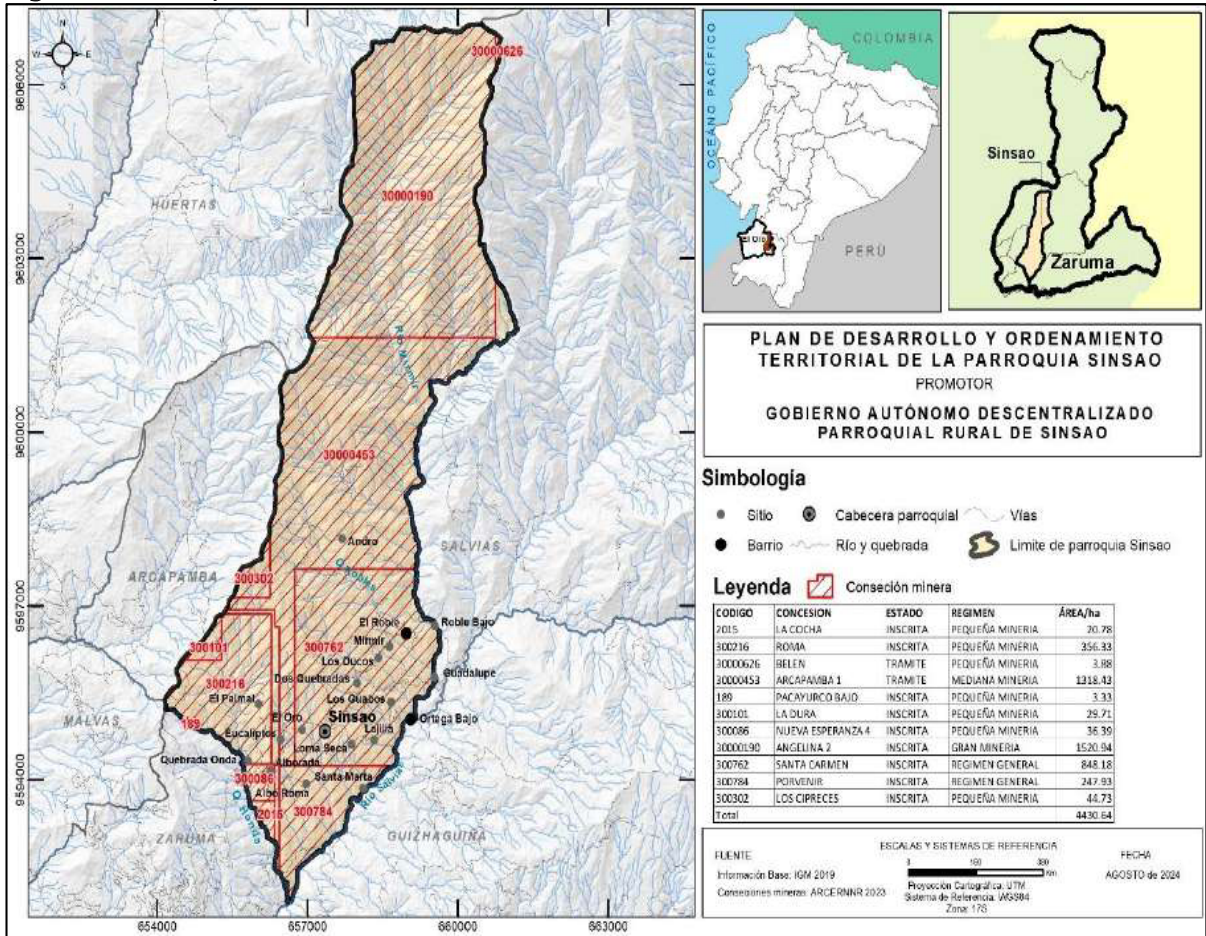 N
W E
S
9606000
9603000
9600000
9597000
9594000
654000 657000 660000 663000
30000626
HUERTAS
30000190
30000453
Andro
SALVIAS
ARCAPAMBA
300302
300101
300762
El Roble
Roble Bajo
Mirmir
Los Ducos
Guadalupe
Dos Quebradas
300216
El Palmal
Los Guabos
MALVAS
189
El Oro
Sinsao
Ortega Bajo
Eucaliptos
Loma Seca
Quebrada Onda
Alborada
300086
Santa Marta
Albo Roma
2015
300784
Q. Honda
ZARUMA
GUIZHAGUIÑA
COLOMBIA
OCEANO PACÍFICO
El Oro
PERÚ
Sinsao
Zaruma
PLAN DE DESARROLLO Y ORDENAMIENTO
TERRITORIAL DE LA PARROQUIA SINSAO
PROMOTOR
GOBIERNO AUTÓNOMO DESCENTRALIZADO
PARROQUIAL RURAL DE SINSAO
Simbología
Sitio Cabecera parroquial Vías
Barrio Río y quebrada Limite de parroquia Sinsao
Leyenda Conseción minera
CODIGO CONCESION ESTADO REGIMEN ÁREA/ha
2015 LA COCHA INSCRITA PEQUEÑA MINERIA 20.78
300216 ROMA INSCRITA PEQUEÑA MINERIA 356.33
30000626 BELEN TRAMITE PEQUEÑA MINERIA 3.88
30000453 ARCAPAMBA 1 TRAMITE MEDIANA MINERIA 1318.43
189 PACAYURCO BAJO INSCRITA PEQUEÑA MINERIA 3.33
300101 LA DURA INSCRITA PEQUEÑA MINERIA 29.71
300086 NUEVA ESPERANZA 4 INSCRITA PEQUEÑA MINERIA 36.39
30000190 ANGELINA 2 INSCRITA GRAN MINERIA 1520.94
300762 SANTA CARMEN INSCRITA REGIMEN GENERAL 848.18
300784 PORVENIR INSCRITA REGIMEN GENERAL 247.93
300302 LOS CIPRECES INSCRITA PEQUEÑA MINERIA 44.73
Total 4430.64
FUENTE
Información Base: IGM 2019
Consesiones mineras: ARCERNNR 2023
ESCALAS Y SISTEMAS DE REFERENCIA
Km
Proyección Cartográfica: UTM
Sistema de Referencia: WGS84
Zona: 17S
FECHA
AGOSTO de 2024